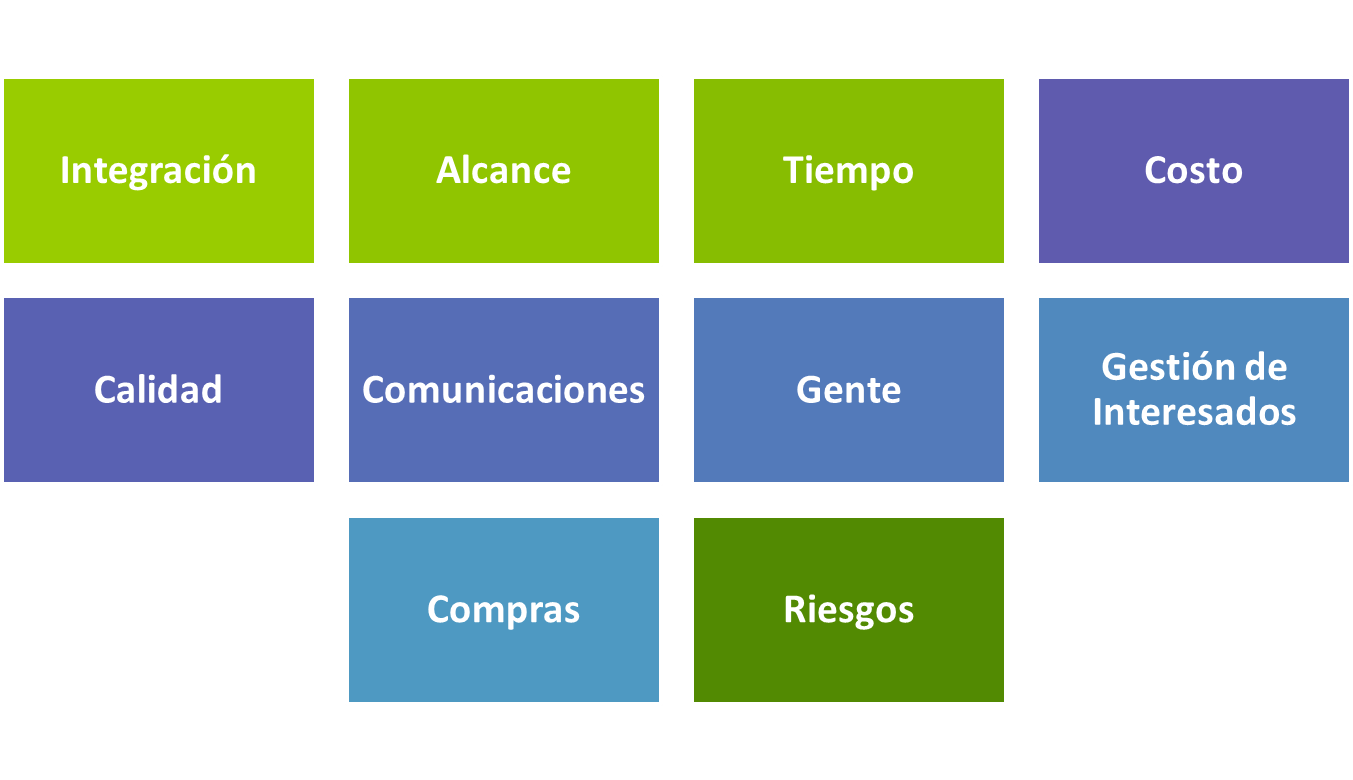 Integración
Alcance
Tiempo
Costo
Calidad
Comunicaciones
Gente
Gestión de
Interesados
Compras
Riesgos